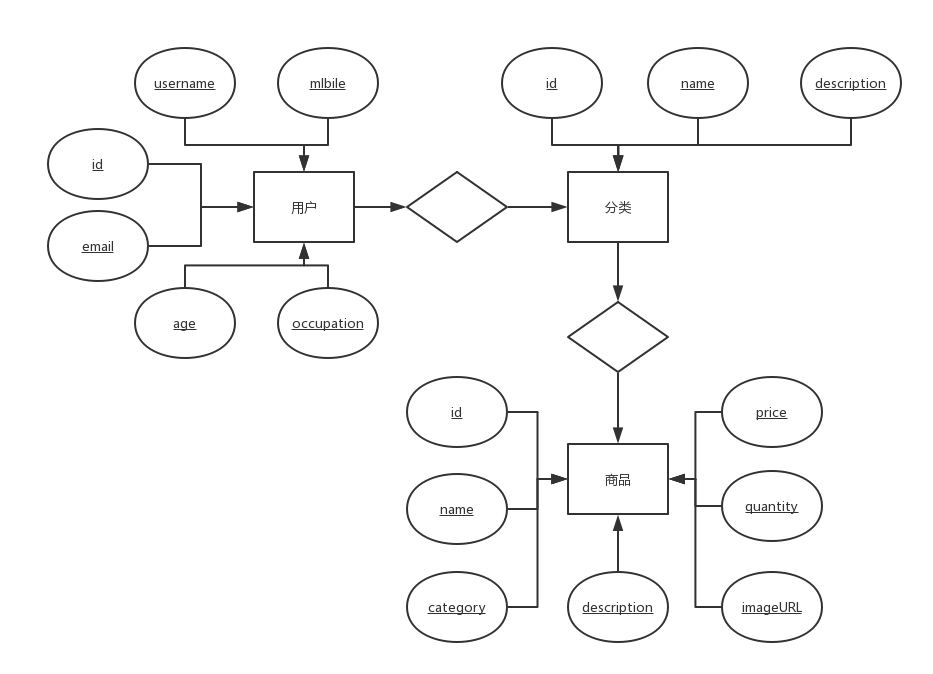 username
mlbile
id
name
description
id
用户
分类
email
age
occupation
id
price
商品
name
quantity
category
description
imageURL